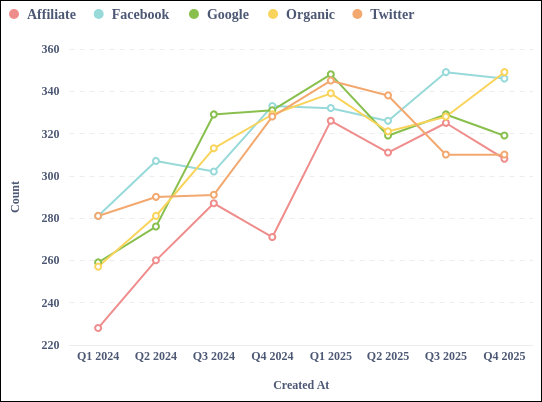 Affiliate Facebook Google Organic Twitter
360
340
320
300
280
260
240
220
Count
Q1 2024 Q2 2024 Q3 2024 Q4 2024 Q1 2025 Q2 2025 Q3 2025 Q4 2025
Created At